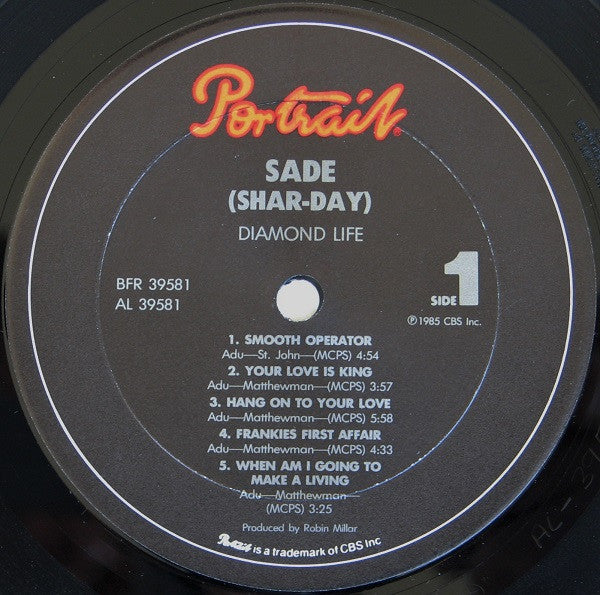 Portrait.
SADE
(SHAR-DAY)
DIAMOND LIFE
BFR 39581
AL 39581
SIDE 1
℗ 1985 CBS Inc.
1. SMOOTH OPERATOR
Adu—St. John—(MCPS) 4:54
2. YOUR LOVE IS KING
Adu—Matthewman—(MCPS) 3:57
3. HANG ON TO YOUR LOVE
Adu—Matthewman—(MCPS) 5:58
4. FRANKIES FIRST AFFAIR
Adu—Matthewman—(MCPS) 4:33
5. WHEN AM I GOING TO
MAKE A LIVING
Adu—Matthewman—
(MCPS) 3:25
Produced by Robin Millar
Portrait is a trademark of CBS Inc